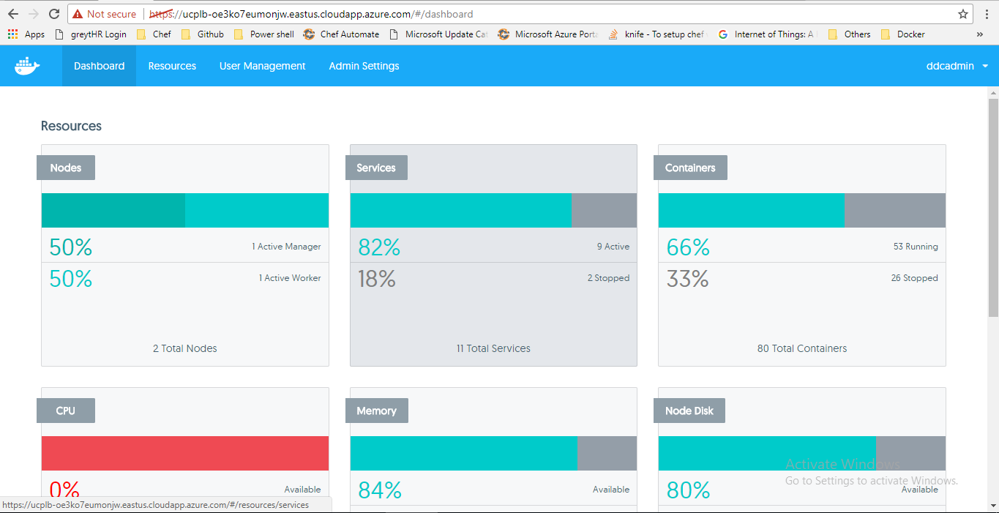 Not secure https://ucplb-oe3ko7eumonjw.eastus.cloudapp.azure.com/#/dashboard
Apps greytHR Login Chef Github Power shell Chef Automate Microsoft Update Cat Microsoft Azure Porta knife - To setup chef Internet of Things: A Others Docker »
Dashboard Resources User Management Admin Settings ddcadmin
Resources
Nodes Services Containers
50% 1 Active Manager 82% 9 Active 66% 53 Running
50% 1 Active Worker 18% 2 Stopped 33% 26 Stopped
2 Total Nodes 11 Total Services 80 Total Containers
CPU Memory Node Disk
Activate Windows
Go to Settings to activate Windows.
0% Available 84% Available 80% Available
https://ucplb-oe3ko7eumonjw.eastus.cloudapp.azure.com/#/resources/services